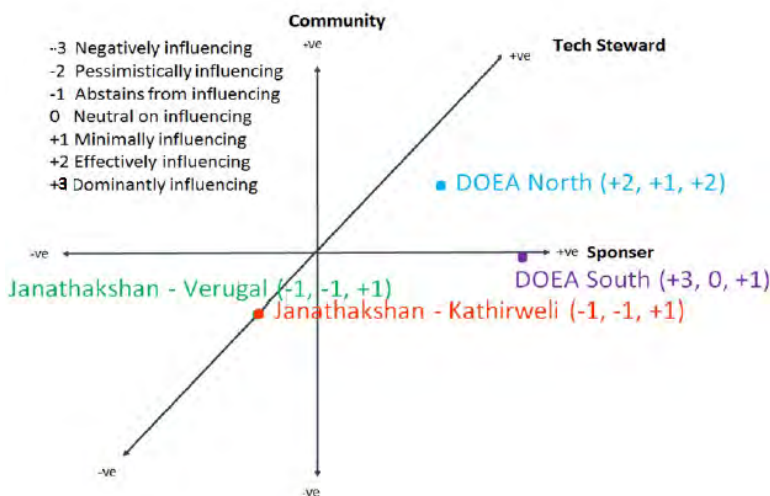 Community
+ve
Tech Steward
+ve
--3 Negatively influencing
-2 Pessimistically influencing
-1 Abstains from influencing
0 Neutral on influencing
+1 Minimally influencing
+2 Effectively influencing
+3 Dominantly influencing
DOEA North (+2, +1, +2)
-ve
+ve Sponser
DOEA South (+3, 0, +1)
Janathakshan - Verugal (-1, -1, +1)
Janathakshan - Kathirweli (-1, -1, +1)
-ve
-ve